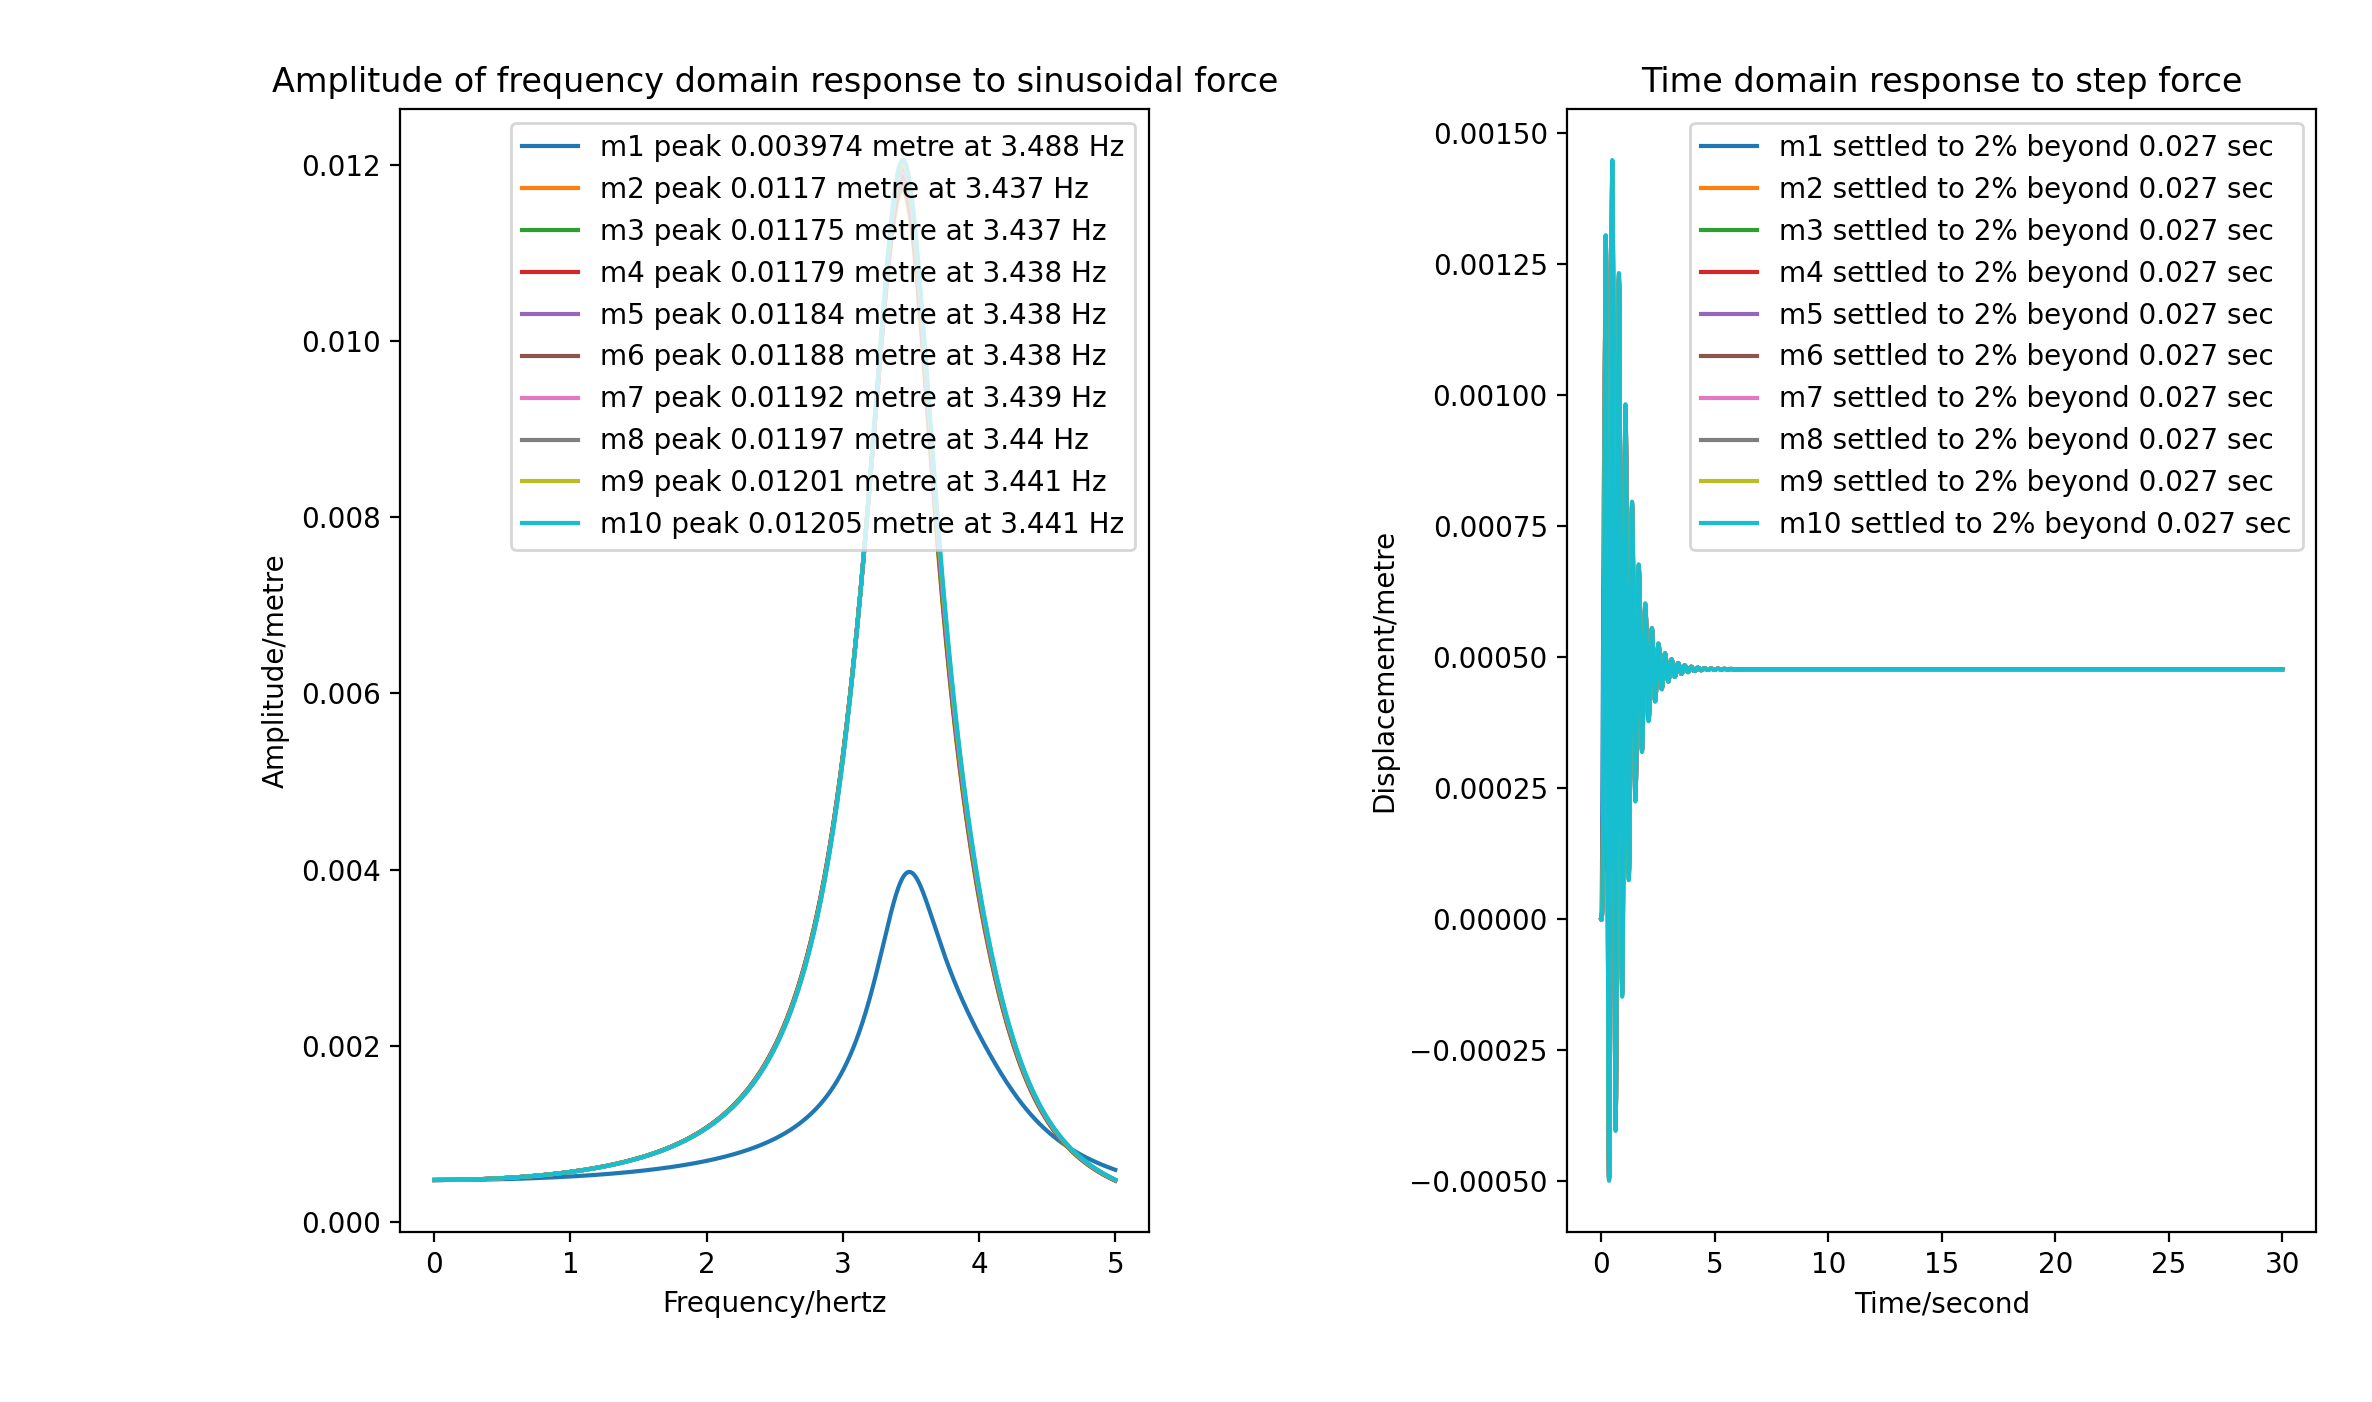 Amplitude of frequency domain response to sinusoidal force
m1 peak 0.003974 metre at 3.488 Hz
m2 peak 0.0117 metre at 3.437 Hz
m3 peak 0.01175 metre at 3.437 Hz
m4 peak 0.01179 metre at 3.438 Hz
m5 peak 0.01184 metre at 3.438 Hz
m6 peak 0.01188 metre at 3.438 Hz
m7 peak 0.01192 metre at 3.439 Hz
m8 peak 0.01197 metre at 3.44 Hz
m9 peak 0.01201 metre at 3.441 Hz
m10 peak 0.01205 metre at 3.441 Hz
0.012
0.010
0.008
0.006
0.004
0.002
0.000
Amplitude/metre
0 1 2 3 4 5
Frequency/hertz
Time domain response to step force
m1 settled to 2% beyond 0.027 sec
m2 settled to 2% beyond 0.027 sec
m3 settled to 2% beyond 0.027 sec
m4 settled to 2% beyond 0.027 sec
m5 settled to 2% beyond 0.027 sec
m6 settled to 2% beyond 0.027 sec
m7 settled to 2% beyond 0.027 sec
m8 settled to 2% beyond 0.027 sec
m9 settled to 2% beyond 0.027 sec
m10 settled to 2% beyond 0.027 sec
0.00150
0.00125
0.00100
0.00075
0.00050
0.00025
0.00000
−0.00025
−0.00050
Displacement/metre
0 5 10 15 20 25 30
Time/second